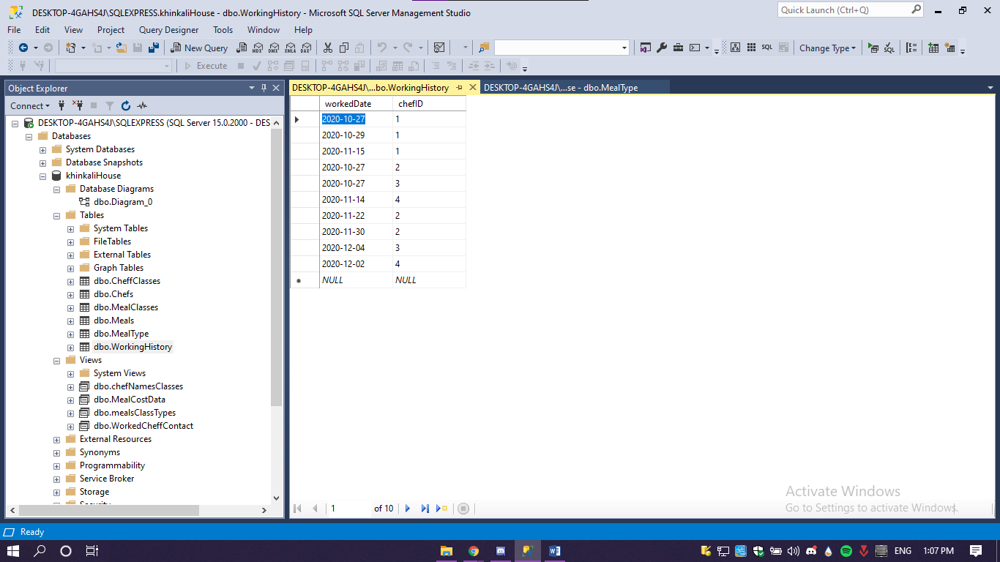 DESKTOP-4GAHS4J\SQLEXPRESS.khinkaliHouse - dbo.WorkingHistory - Microsoft SQL Server Management Studio
Quick Launch (Ctrl+Q)
File Edit View Project Query Designer Tools Window Help
New Query MDX DMX XMLA DAX SQL Change Type SQL
Execute
Object Explorer
DESKTOP-4GAHS4J\...bo.WorkingHistory DESKTOP-4GAHS4J\...se - dbo.MealType
Connect
DESKTOP-4GAHS4J\SQLEXPRESS (SQL Server 15.0.2000 - DES
Databases
System Databases
Database Snapshots
khinkaliHouse
Database Diagrams
dbo.Diagram_0
Tables
System Tables
FileTables
External Tables
Graph Tables
dbo.CheffClasses
dbo.Chefs
dbo.MealClasses
dbo.Meals
dbo.MealType
dbo.WorkingHistory
Views
System Views
dbo.chefNamesClasses
dbo.MealCostData
dbo.mealsClassTypes
dbo.WorkedCheffContact
External Resources
Synonyms
Programmability
Service Broker
Storage
Security
workedDate chefID
2020-10-27 1
2020-10-29 1
2020-11-15 1
2020-10-27 2
2020-10-27 3
2020-11-14 4
2020-11-22 2
2020-11-30 2
2020-12-04 3
2020-12-02 4
NULL NULL
1 of 10
Activate Windows
Go to Settings to activate Windows.
Ready
ENG 1:07 PM